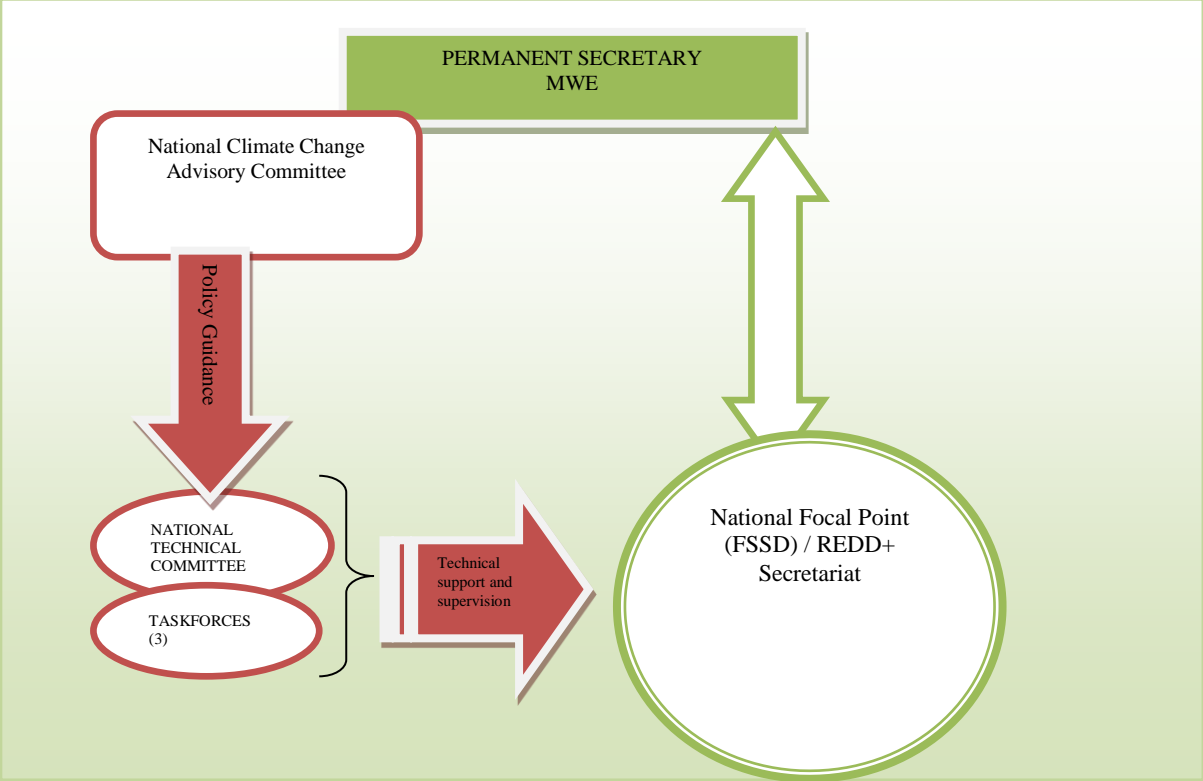 PERMANENT SECRETARY
MWE
National Climate Change
Advisory Committee
Policy Guidance
NATIONAL
TECHNICAL
COMMITTEE
TASKFORCES
(3)
Technical
support and
supervision
National Focal Point
(FSSD) / REDD+
Secretariat